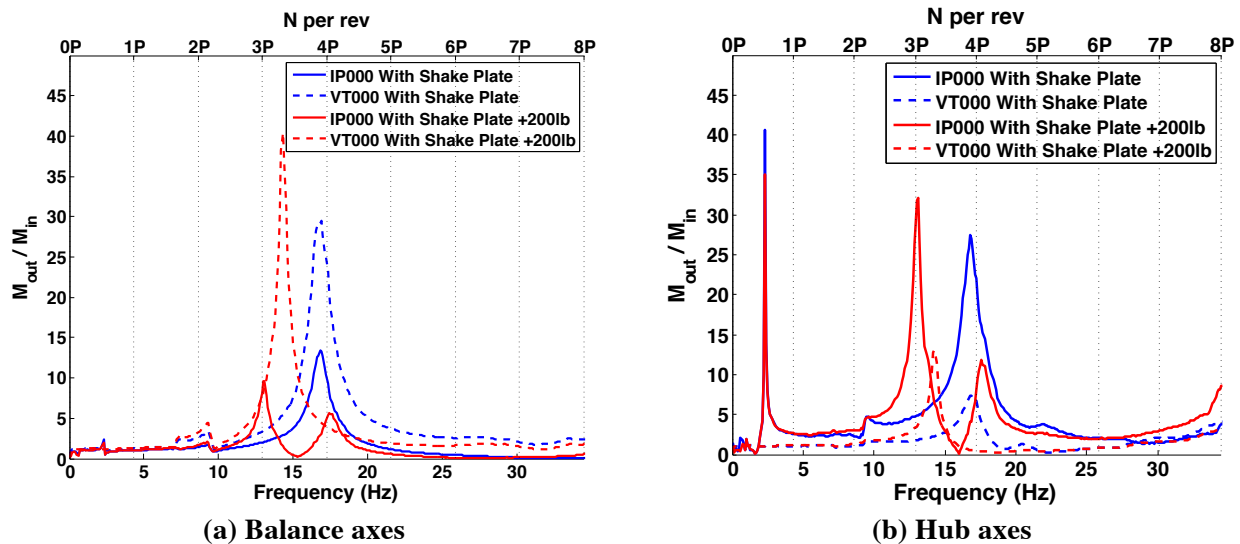 N per rev
0P 1P 2P 3P 4P 5P 6P 7P 8P
IP000 With Shake Plate
VT000 With Shake Plate
IP000 With Shake Plate +200lb
VT000 With Shake Plate +200lb
45
40
35
30
25
20
15
10
5
0
M_out / M_in
0 5 10 15 20 25 30
Frequency (Hz)
(a) Balance axes
N per rev
0P 1P 2P 3P 4P 5P 6P 7P 8P
IP000 With Shake Plate
VT000 With Shake Plate
IP000 With Shake Plate +200lb
VT000 With Shake Plate +200lb
45
40
35
30
25
20
15
10
5
0
M_out / M_in
0 5 10 15 20 25 30
Frequency (Hz)
(b) Hub axes